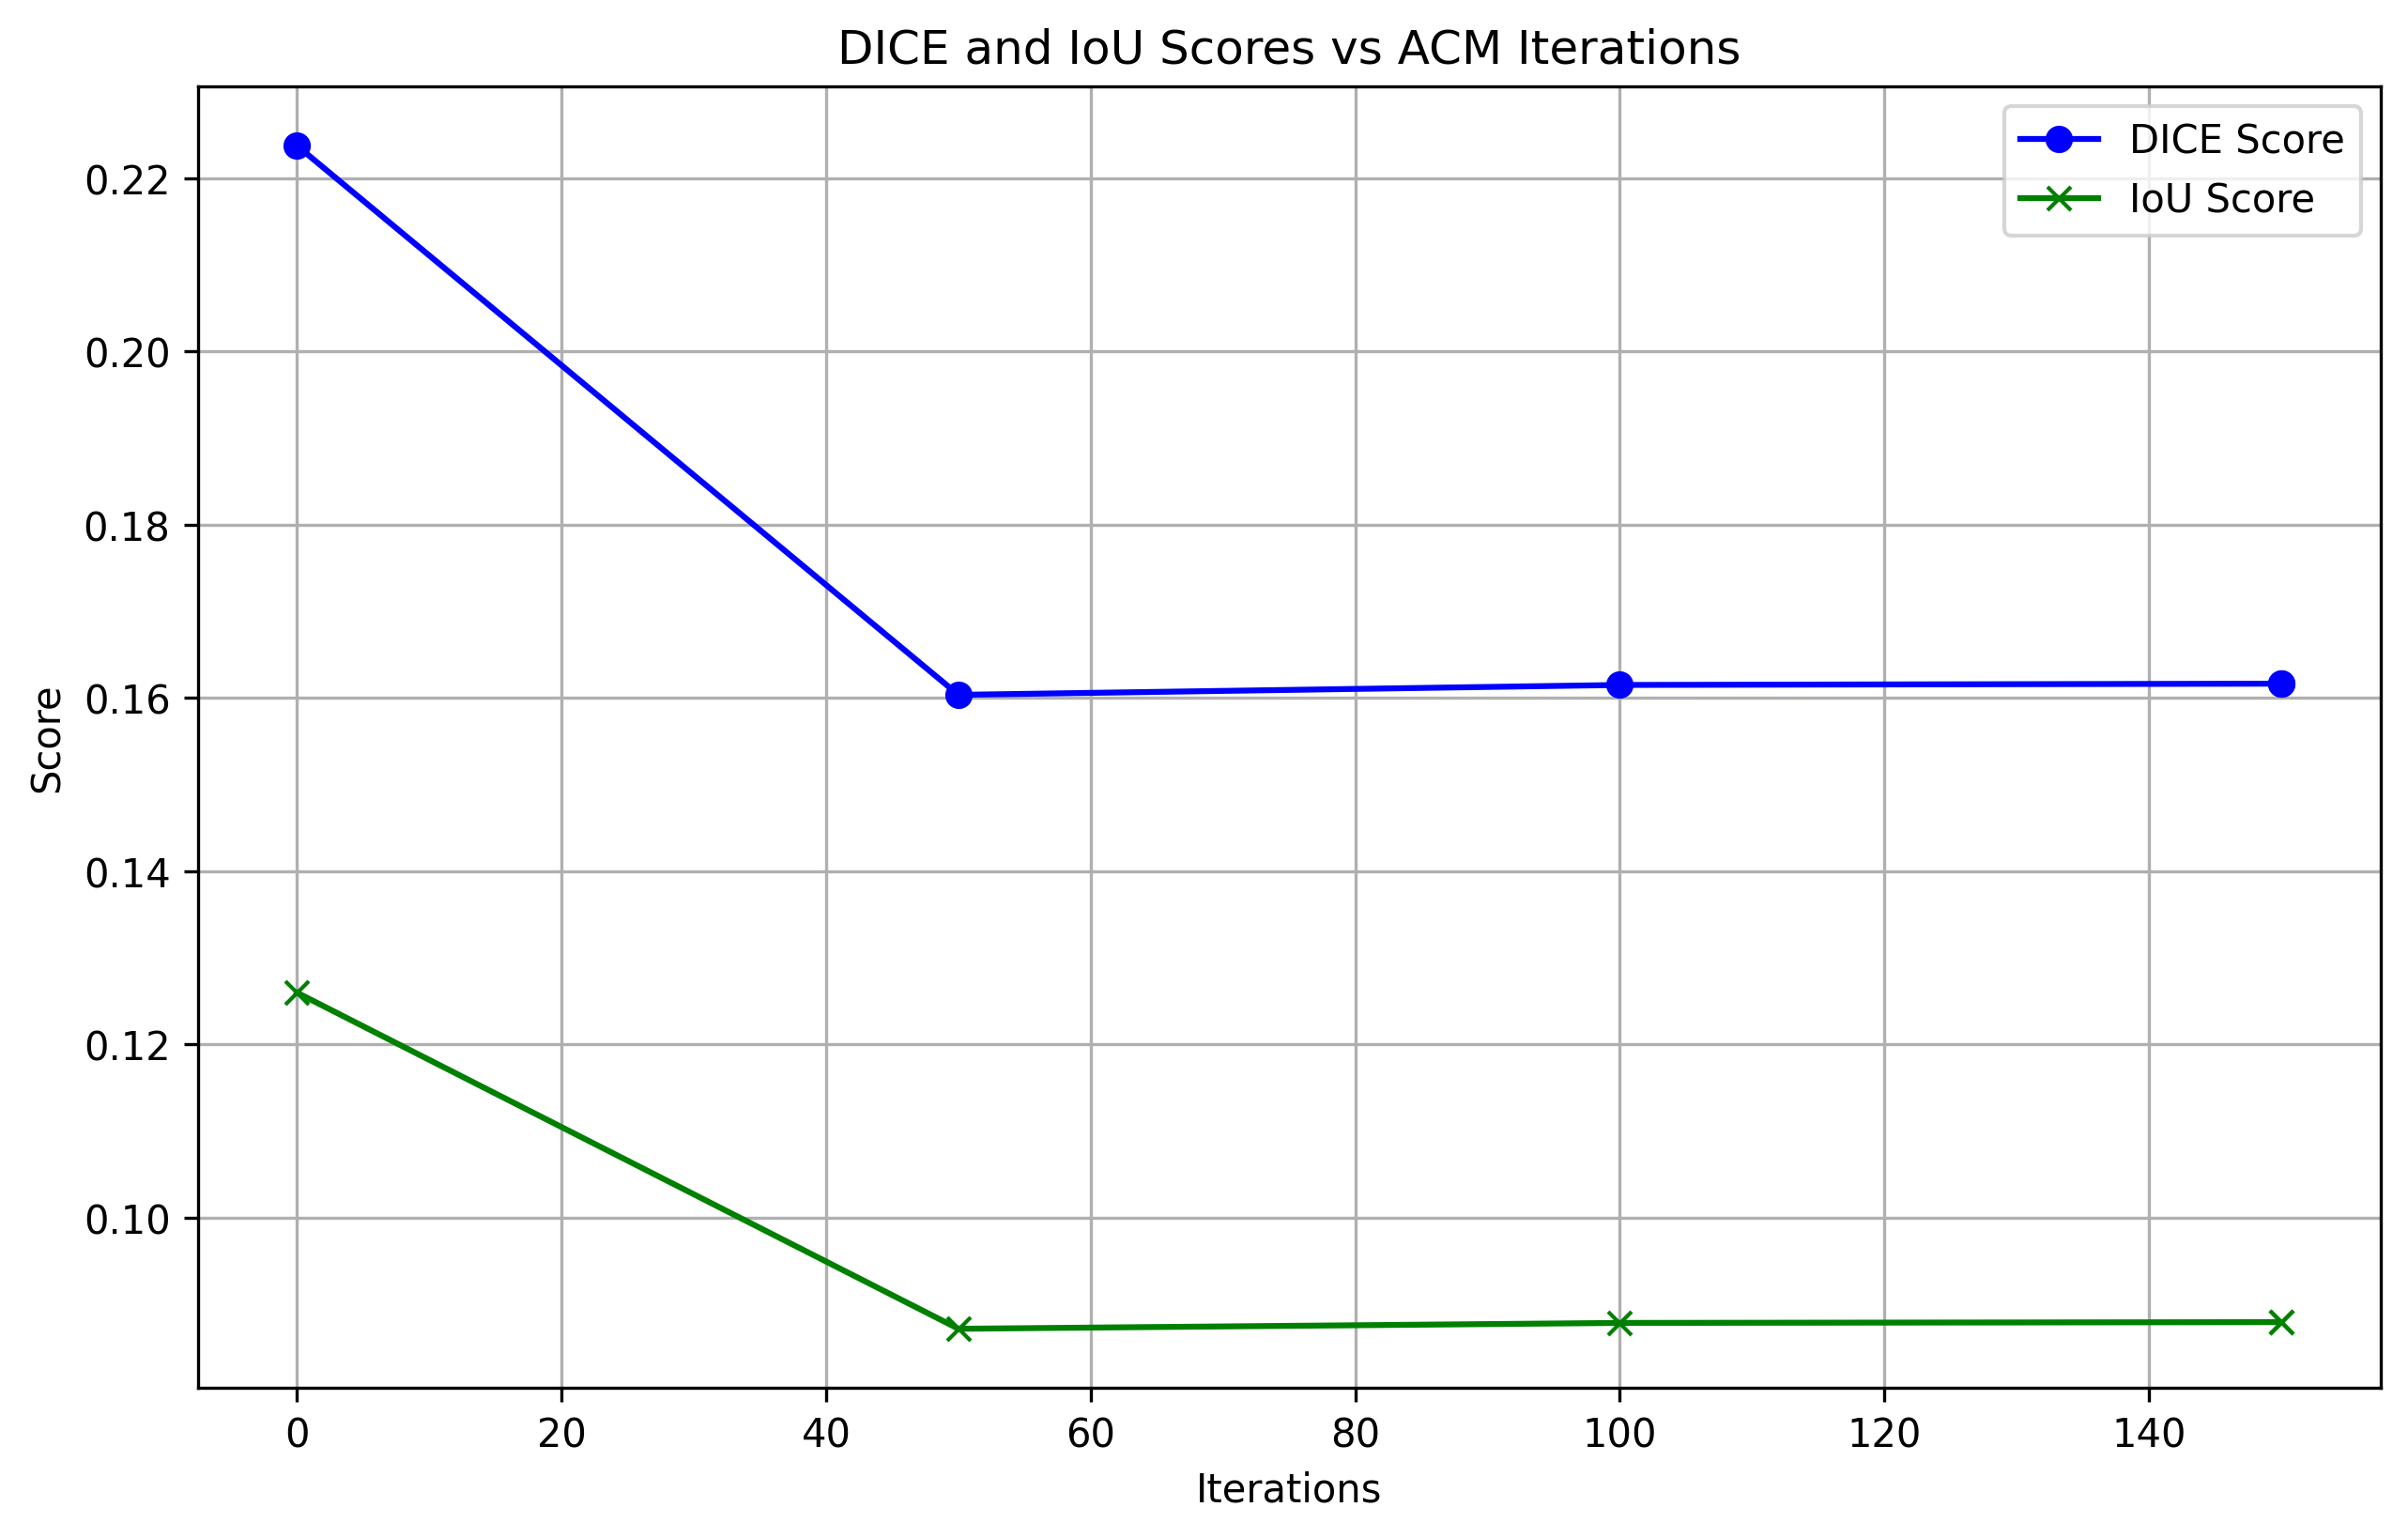 DICE and IoU Scores vs ACM Iterations
DICE Score
IoU Score
Score
0.22
0.20
0.18
0.16
0.14
0.12
0.10
0 20 40 60 80 100 120 140
Iterations